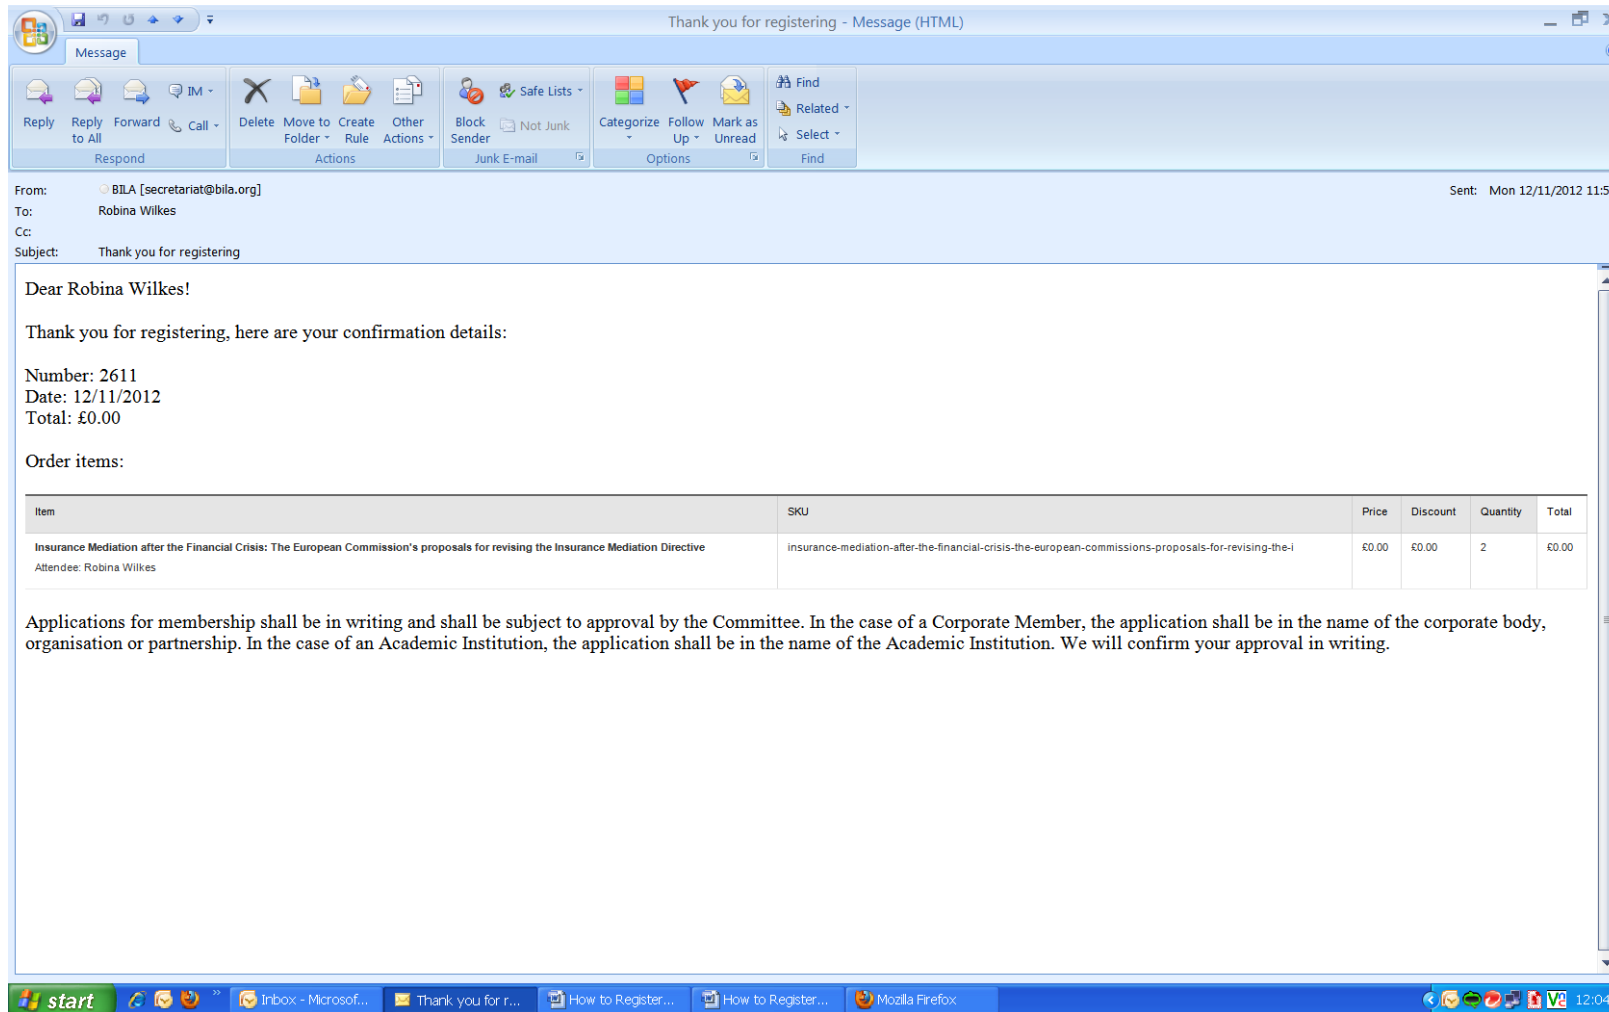 Thank you for registering - Message (HTML)
Message
Reply
Reply to All
Forward
IM
Call
Respond
Delete
Move to Folder
Create Rule
Other Actions
Actions
Block Sender
Safe Lists
Not Junk
Junk E-mail
Categorize
Follow Up
Mark as Unread
Options
Find
Related
Select
Find
From: BILA [secretariat@bila.org]
Sent: Mon 12/11/2012 11:5
To: Robina Wilkes
Cc:
Subject: Thank you for registering
Dear Robina Wilkes!
Thank you for registering, here are your confirmation details:
Number: 2611
Date: 12/11/2012
Total: £0.00
Order items:
Item SKU Price Discount Quantity Total
Insurance Mediation after the Financial Crisis: The European Commission's proposals for revising the Insurance Mediation Directive insurance-mediation-after-the-financial-crisis-the-european-commissions-proposals-for-revising-the-i £0.00 £0.00 2 £0.00
Attendee: Robina Wilkes
Applications for membership shall be in writing and shall be subject to approval by the Committee. In the case of a Corporate Member, the application shall be in the name of the corporate body,
organisation or partnership. In the case of an Academic Institution, the application shall be in the name of the Academic Institution. We will confirm your approval in writing.
start
Inbox - Microsof...
Thank you for r...
How to Register...
How to Register...
Mozilla Firefox
12:04